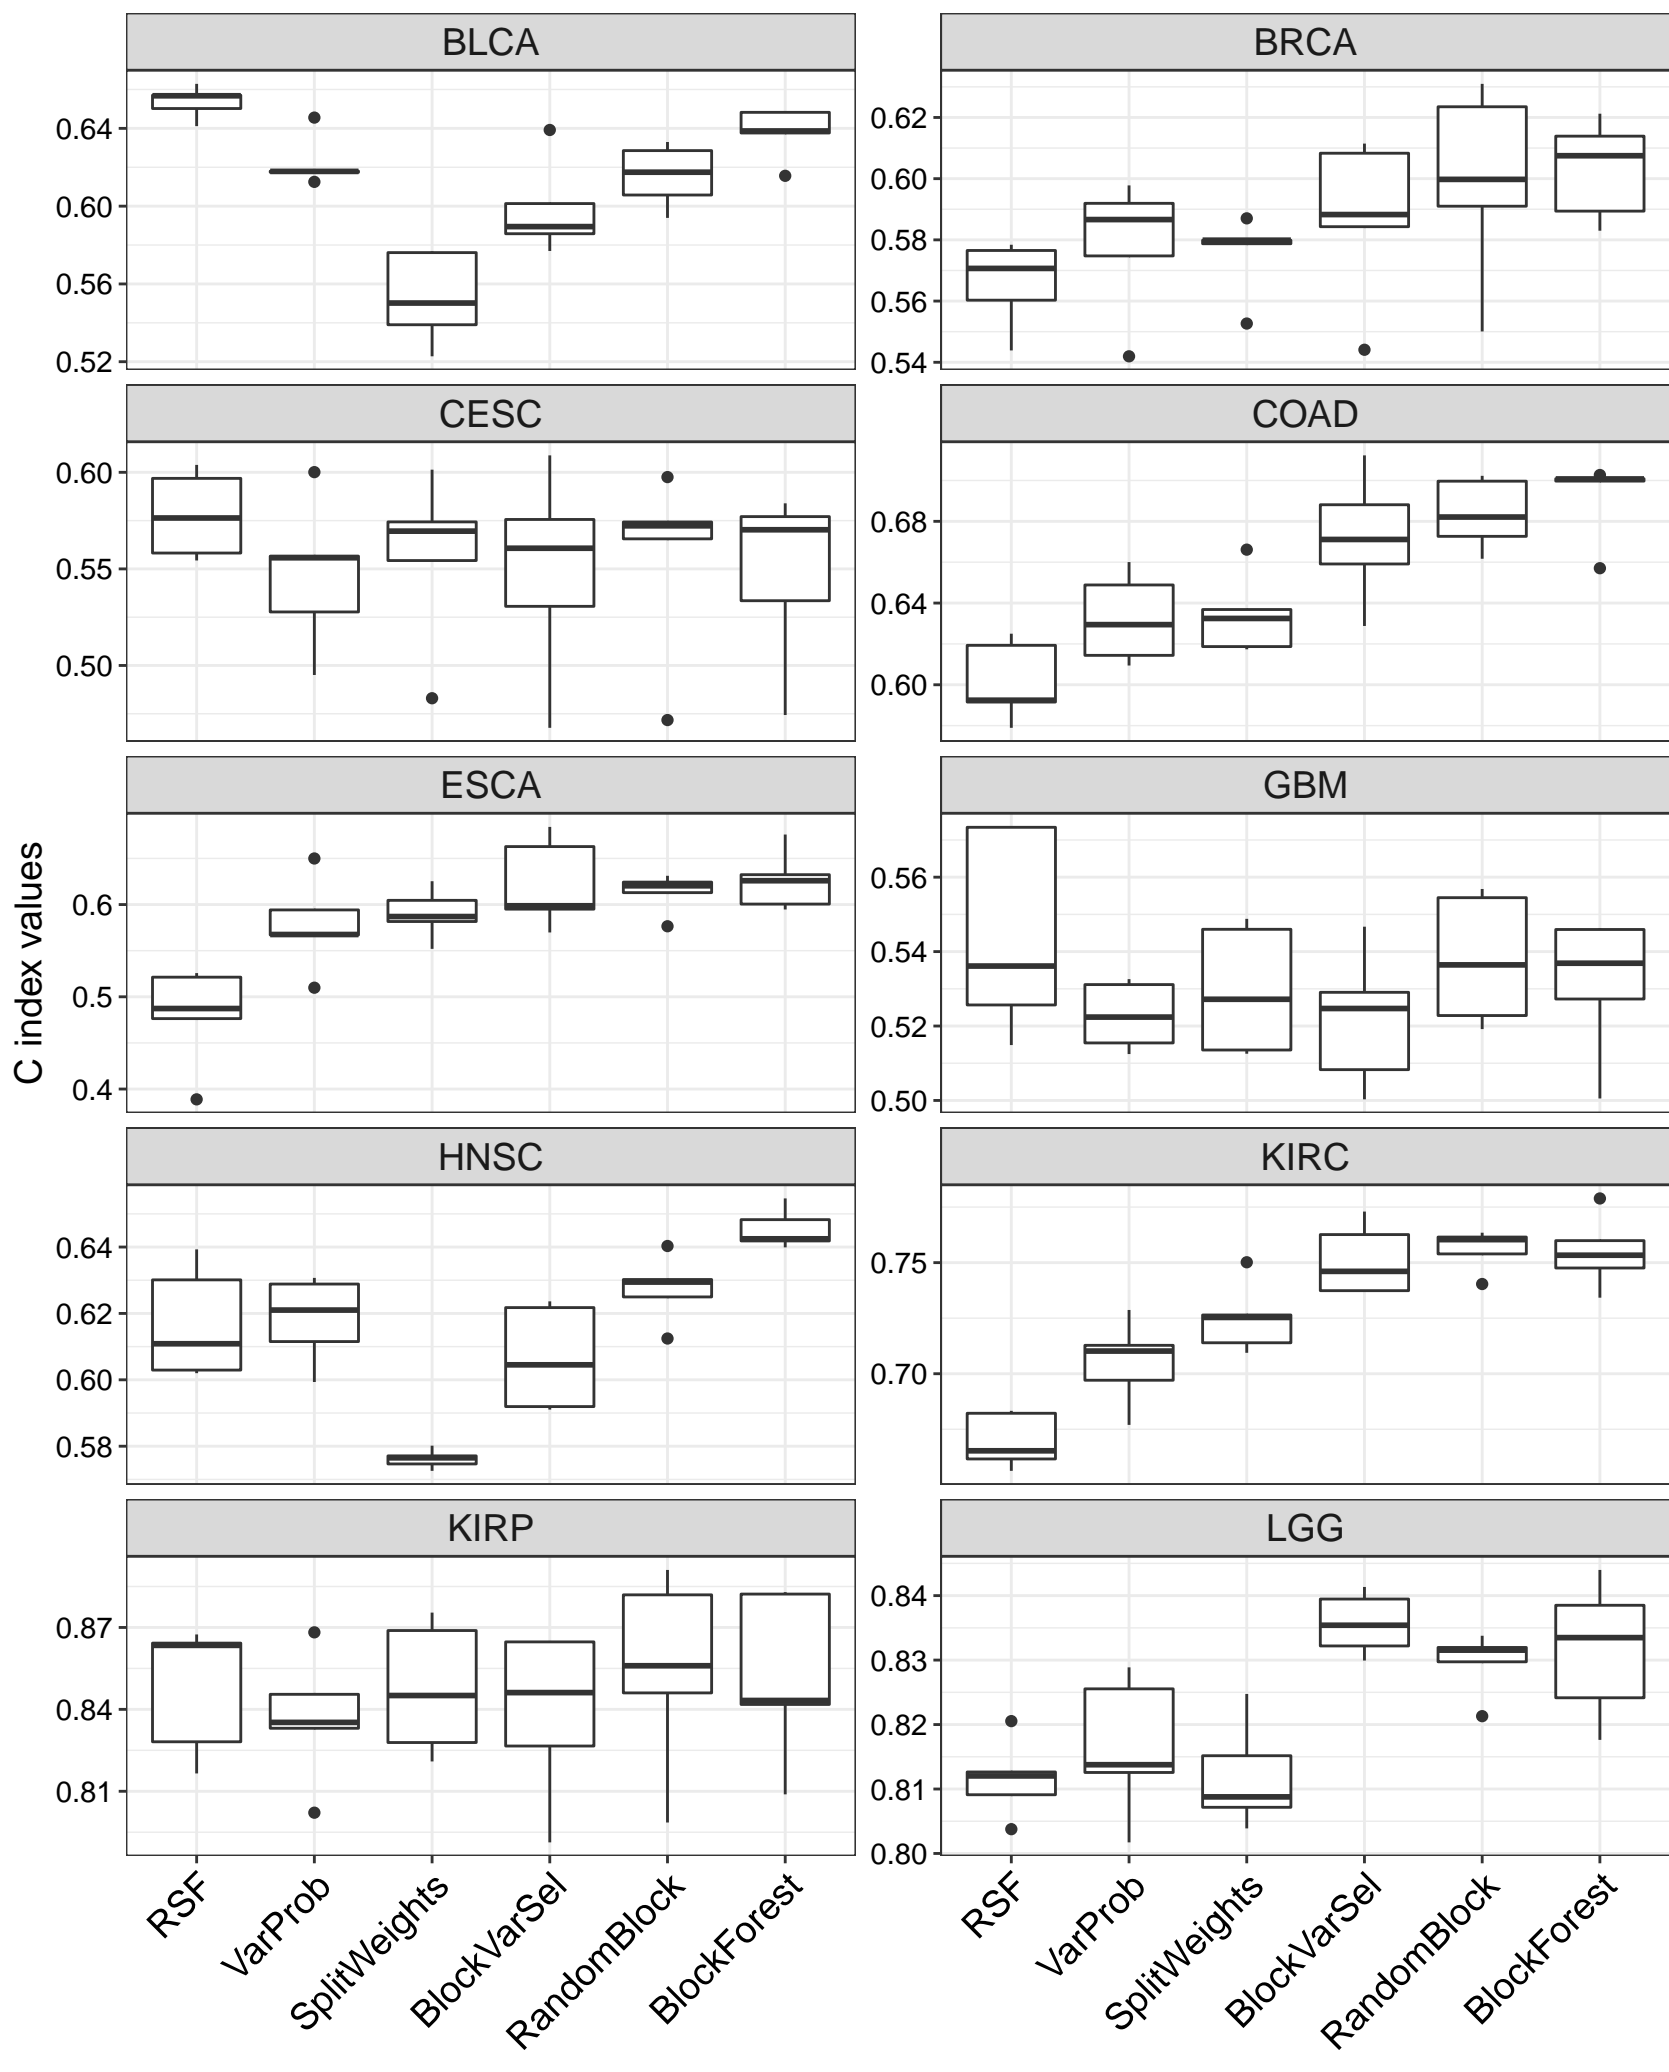 BLCA
BRCA
0.64
0.60
0.56
0.52
0.62
0.60
0.58
0.56
0.54
CESC
COAD
0.60
0.55
0.50
0.68
0.64
0.60
ESCA
GBM
0.6
0.5
0.4
0.56
0.54
0.52
0.50
C index values
HNSC
KIRC
0.64
0.62
0.60
0.58
0.75
0.70
KIRP
LGG
0.87
0.84
0.81
0.84
0.83
0.82
0.81
0.80
RSF
VarProb
SplitWeights
BlockVarSel
RandomBlock
BlockForest
RSF
VarProb
SplitWeights
BlockVarSel
RandomBlock
BlockForest